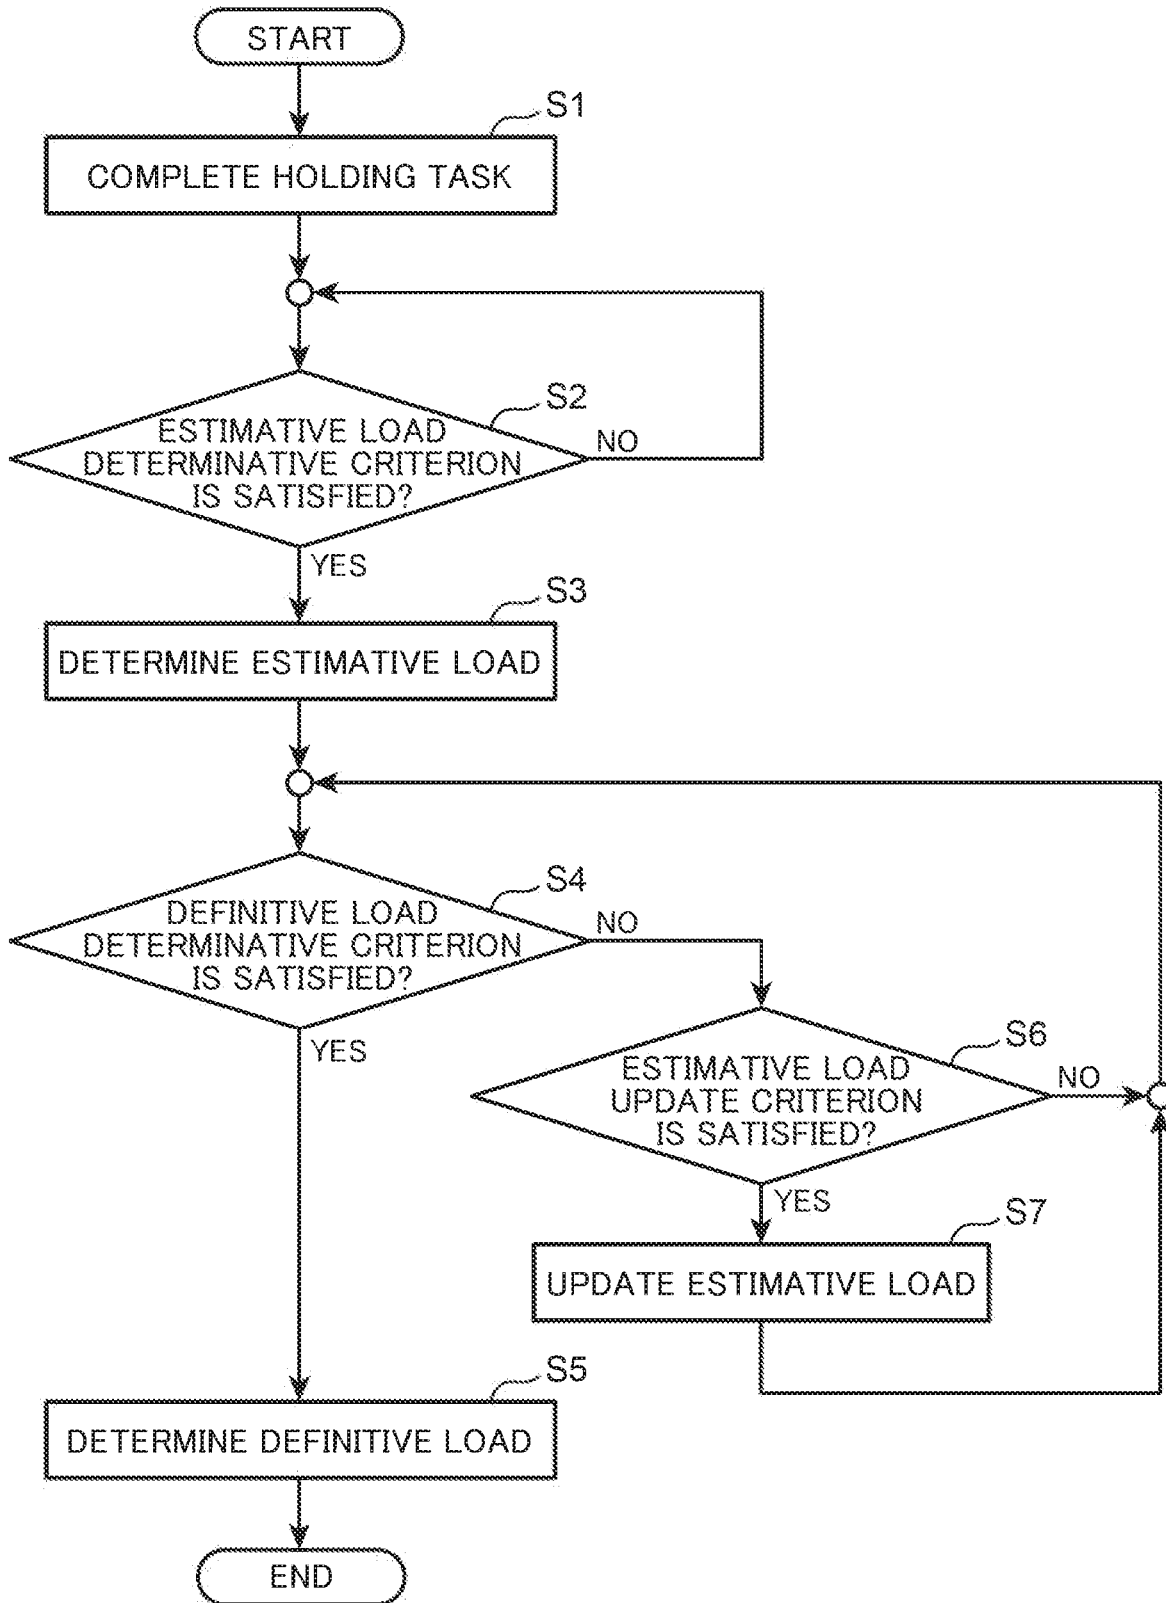 START
S1
COMPLETE HOLDING TASK
S2
ESTIMATIVE LOAD
DETERMINATIVE CRITERION
IS SATISFIED?
NO
YES
S3
DETERMINE ESTIMATIVE LOAD
S4
DEFINITIVE LOAD
DETERMINATIVE CRITERION
IS SATISFIED?
NO
YES
S6
ESTIMATIVE LOAD
UPDATE CRITERION
IS SATISFIED?
NO
YES
S7
UPDATE ESTIMATIVE LOAD
S5
DETERMINE DEFINITIVE LOAD
END